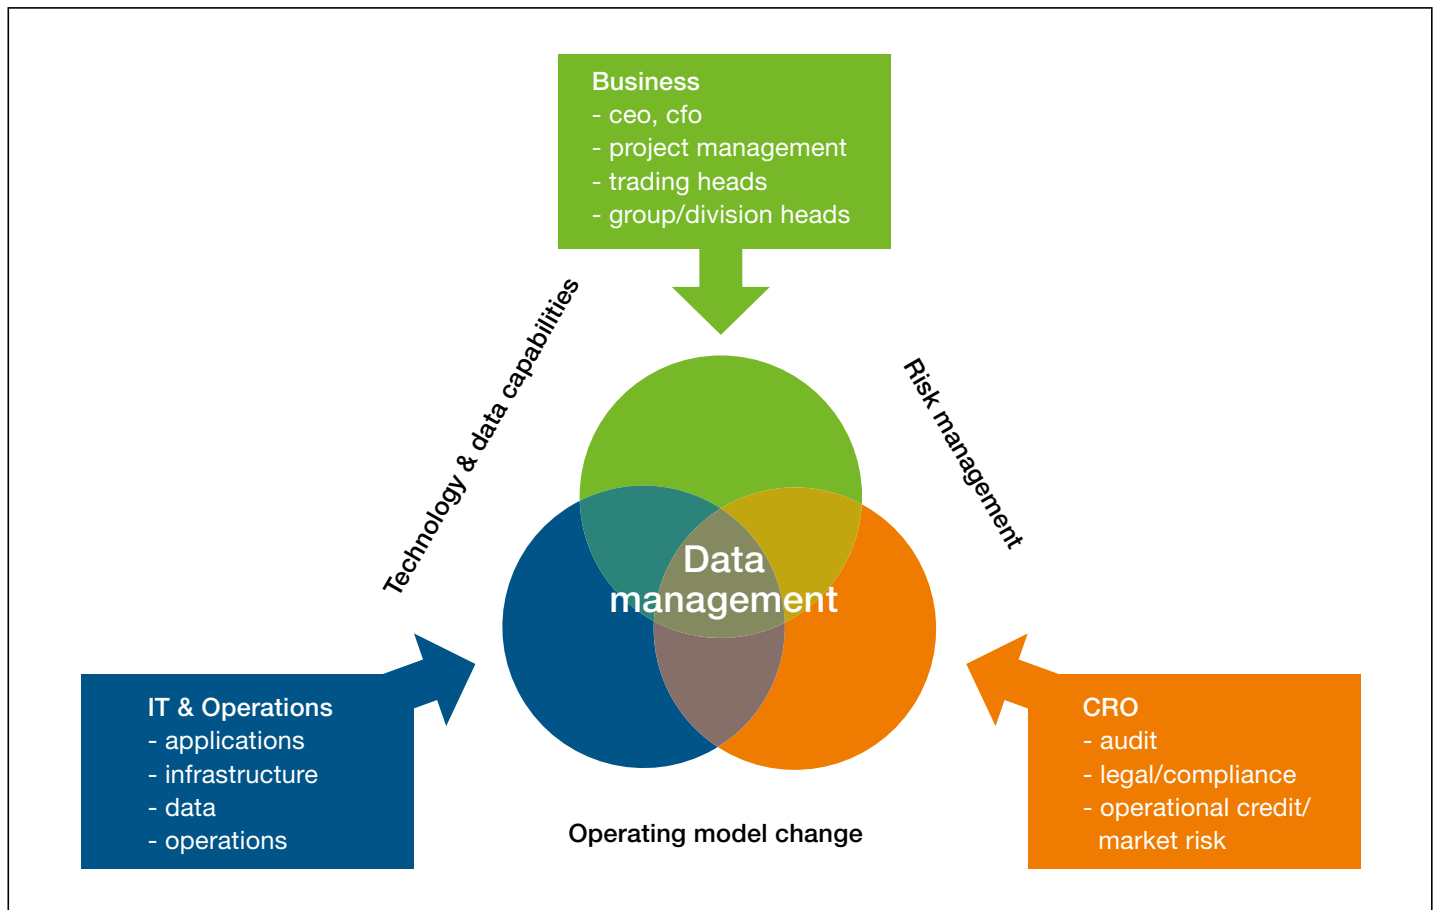 Business
- ceo, cfo
- project management
- trading heads
- group/division heads
Technology & data capabilities
Risk management
Data
management
IT & Operations
- applications
- infrastructure
- data
- operations
Operating model change
CRO
- audit
- legal/compliance
- operational credit/
market risk